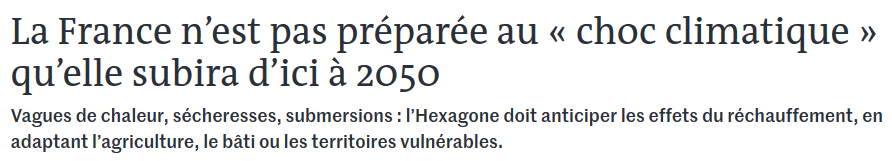 La France n’est pas préparée au « choc climatique »
qu’elle subira d’ici à 2050
Vagues de chaleur, sécheresses, submersions : l’Hexagone doit anticiper les effets du réchauffement, en
adaptant l’agriculture, le bâti ou les territoires vulnérables.